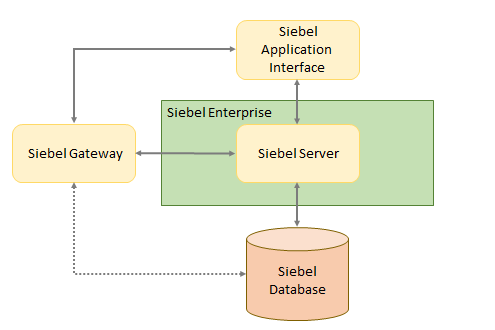 Siebel
Application
Interface
Siebel Enterprise
Siebel Gateway
Siebel Server
Siebel
Database